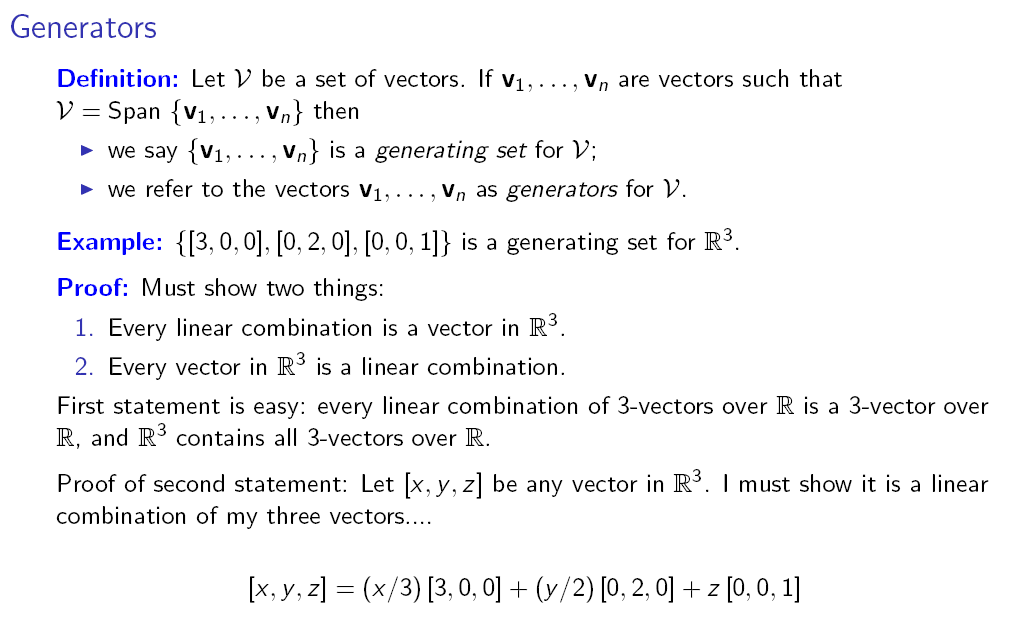 Generators
Definition: Let 𝒱 be a set of vectors. If v₁, . . . , vₙ are vectors such that
𝒱 = Span {v₁, . . . , vₙ} then
▶ we say {v₁, . . . , vₙ} is a generating set for 𝒱;
▶ we refer to the vectors v₁, . . . , vₙ as generators for 𝒱.
Example: {[3, 0, 0], [0, 2, 0], [0, 0, 1]} is a generating set for ℝ³.
Proof: Must show two things:
1. Every linear combination is a vector in ℝ³.
2. Every vector in ℝ³ is a linear combination.
First statement is easy: every linear combination of 3-vectors over ℝ is a 3-vector over
ℝ, and ℝ³ contains all 3-vectors over ℝ.
Proof of second statement: Let [x, y, z] be any vector in ℝ³. I must show it is a linear
combination of my three vectors....
[x, y, z] = (x/3) [3, 0, 0] + (y/2) [0, 2, 0] + z [0, 0, 1]